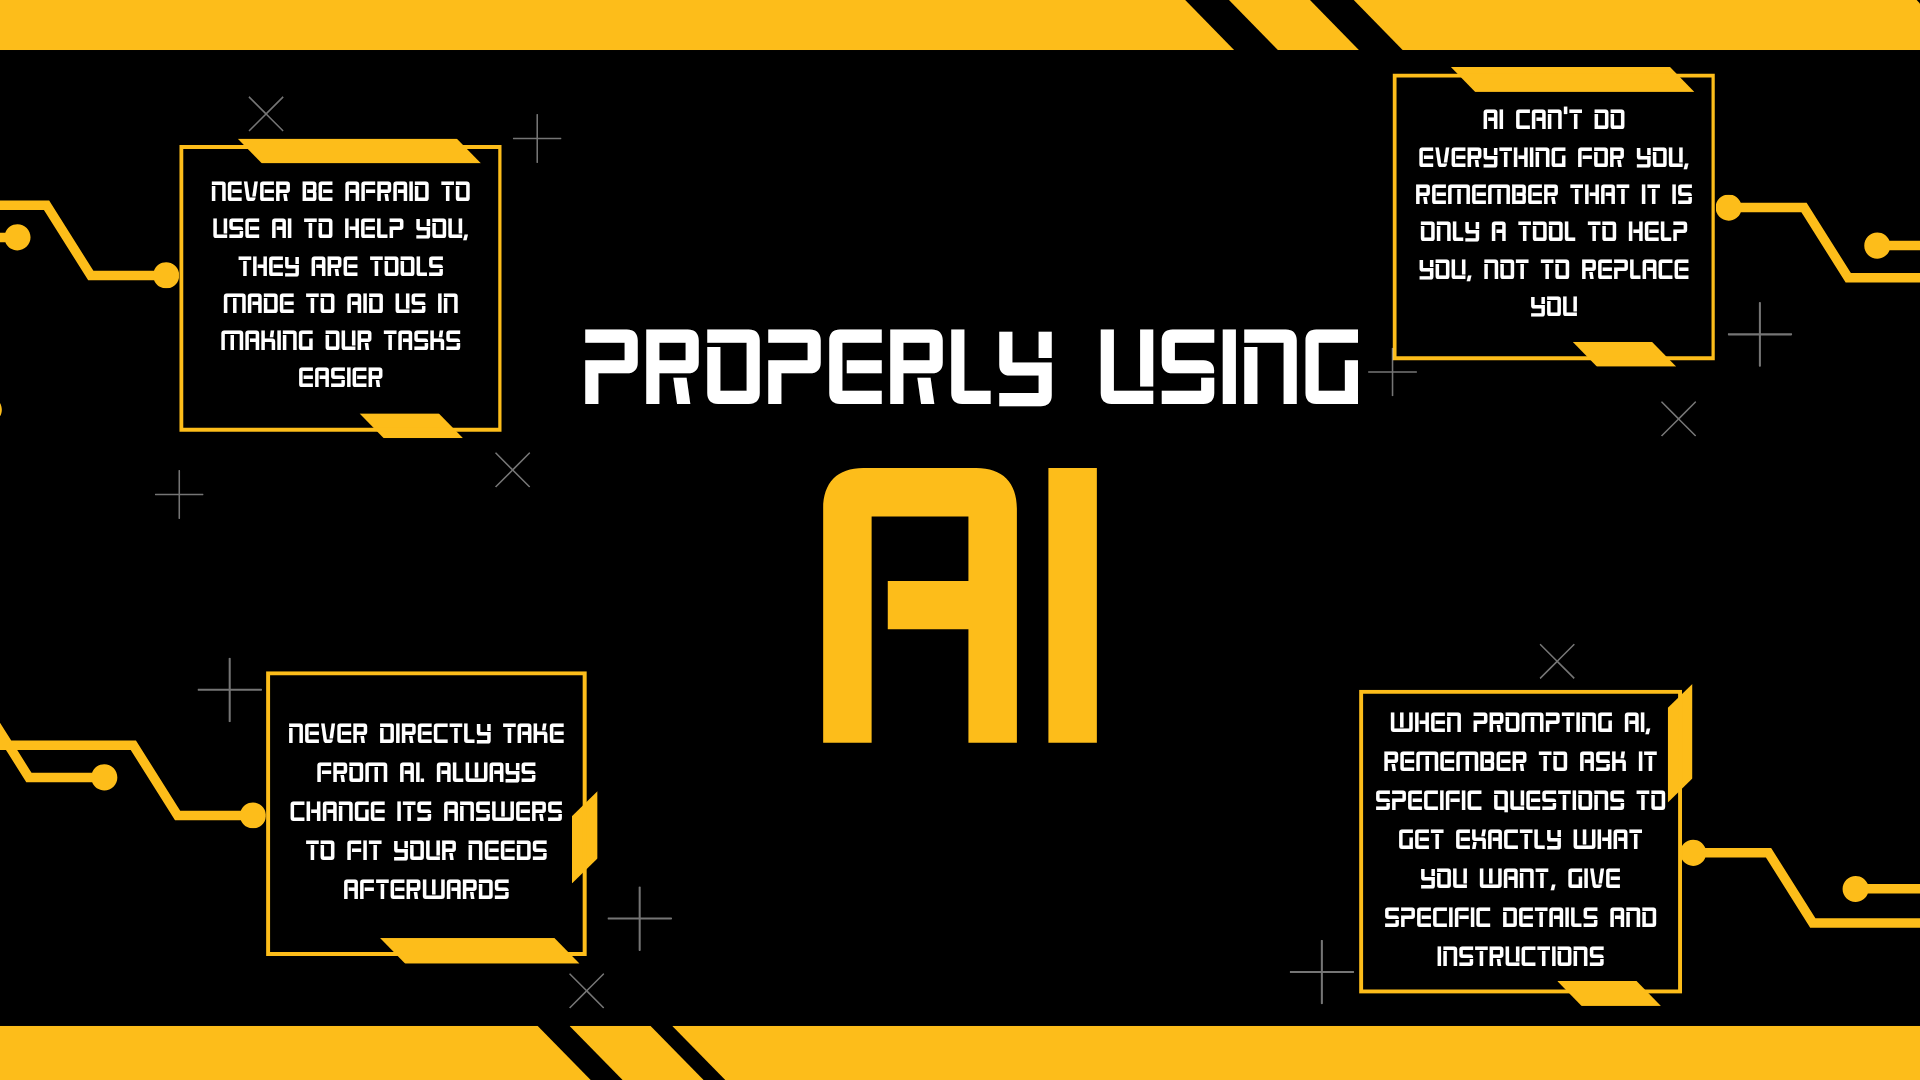 NEVER BE AFRAID TO
USE AI TO HELP YOU,
THEY ARE TOOLS
MADE TO AID US IN
MAKING OUR TASKS
EASIER
AI CAN'T DO
EVERYTHING FOR YOU,
REMEMBER THAT IT IS
ONLY A TOOL TO HELP
YOU, NOT TO REPLACE
YOU
PROPERLY USING
AI
NEVER DIRECTLY TAKE
FROM AI. ALWAYS
CHANGE ITS ANSWERS
TO FIT YOUR NEEDS
AFTERWARDS
WHEN PROMPTING AI,
REMEMBER TO ASK IT
SPECIFIC QUESTIONS TO
GET EXACTLY WHAT
YOU WANT, GIVE
SPECIFIC DETAILS AND
INSTRUCTIONS